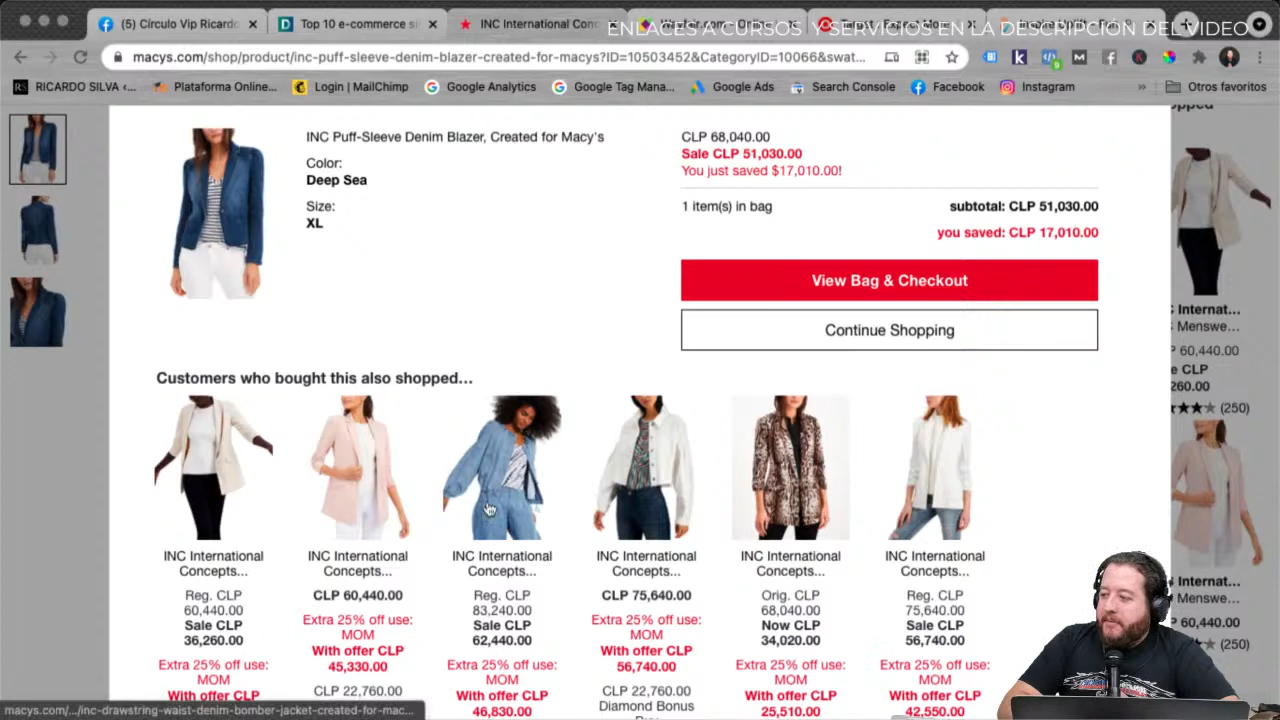 (5) Círculo Vip Ricardo
Top 10 e-commerce si
INC International Conc
ENLACES A CURSOS Y SERVICIOS EN LA DESCRIPCIÓN DEL VIDEO
macys.com/shop/product/inc-puff-sleeve-denim-blazer-created-for-macys?ID=10503452&CategoryID=10066&swat...
RICARDO SILVA <...
Plataforma Online...
Login | MailChimp
Google Analytics
Google Tag Mana...
Google Ads
Search Console
Facebook
Instagram
»
Otros favoritos
INC Puff-Sleeve Denim Blazer, Created for Macy's
Color:
Deep Sea
Size:
XL
CLP 68,040.00
Sale CLP 51,030.00
You just saved $17,010.00!
1 item(s) in bag
subtotal: CLP 51,030.00
you saved: CLP 17,010.00
View Bag & Checkout
Continue Shopping
Customers who bought this also shopped...
INC International
Concepts...
Reg. CLP
60,440.00
Sale CLP
36,260.00
Extra 25% off use:
MOM
With offer CLP
INC International
Concepts...
CLP 60,440.00
Extra 25% off use:
MOM
With offer CLP
45,330.00
CLP 22,760.00
INC International
Concepts...
Reg. CLP
83,240.00
Sale CLP
62,440.00
Extra 25% off use:
MOM
With offer CLP
46,830.00
INC International
Concepts...
CLP 75,640.00
Extra 25% off use:
MOM
With offer CLP
56,740.00
CLP 22,760.00
Diamond Bonus
INC International
Concepts...
Orig. CLP
68,040.00
Now CLP
34,020.00
Extra 25% off use:
MOM
With offer CLP
25,510.00
INC International
Concepts...
Reg. CLP
75,640.00
Sale CLP
56,740.00
Extra 25% off use:
MOM
With offer CLP
42,550.00
Internat...
Menswe...
60,440.00
CLP
260.00
(250)
Internat...
60,440.00
(250)
macys.com/.../inc-drawstring-waist-denim-bomber-jacket-created-for-mac...